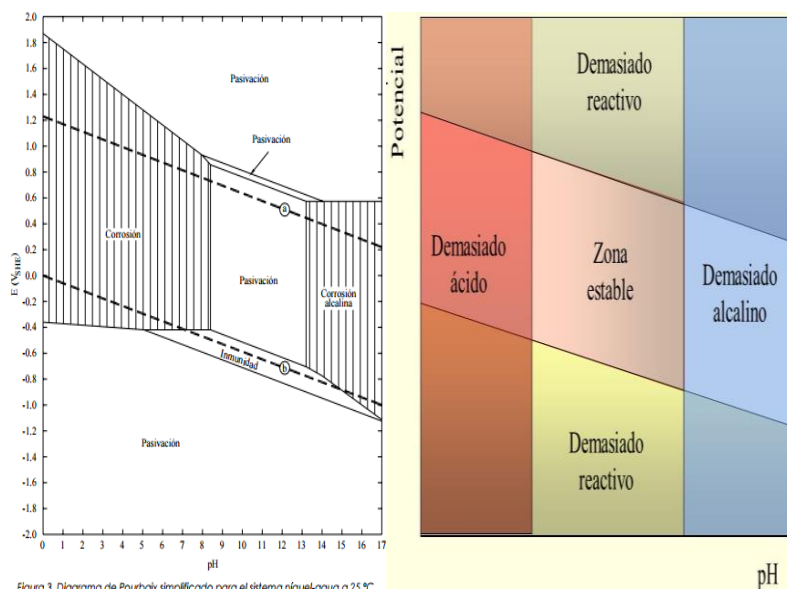 2.0
1.8
1.6
1.4
1.2
1.0
0.8
0.6
0.4
0.2
0.0
-0.2
-0.4
-0.6
-0.8
-1.0
-1.2
-1.4
-1.6
-1.8
-2.0
E (V_SHE)
Pasivación
Pasivación
a
Corrosión
Pasivación
Corrosión
alcalina
Inmunidad
b
Pasivación
0 1 2 3 4 5 6 7 8 9 10 11 12 13 14 15 16 17
pH
Figura 3. Diagrama de Pourbaix simplificado para el sistema níquel-agua a 25 ºC
Potencial
Demasiado
reactivo
Demasiado
ácido
Zona
estable
Demasiado
alcalino
Demasiado
reactivo
pH